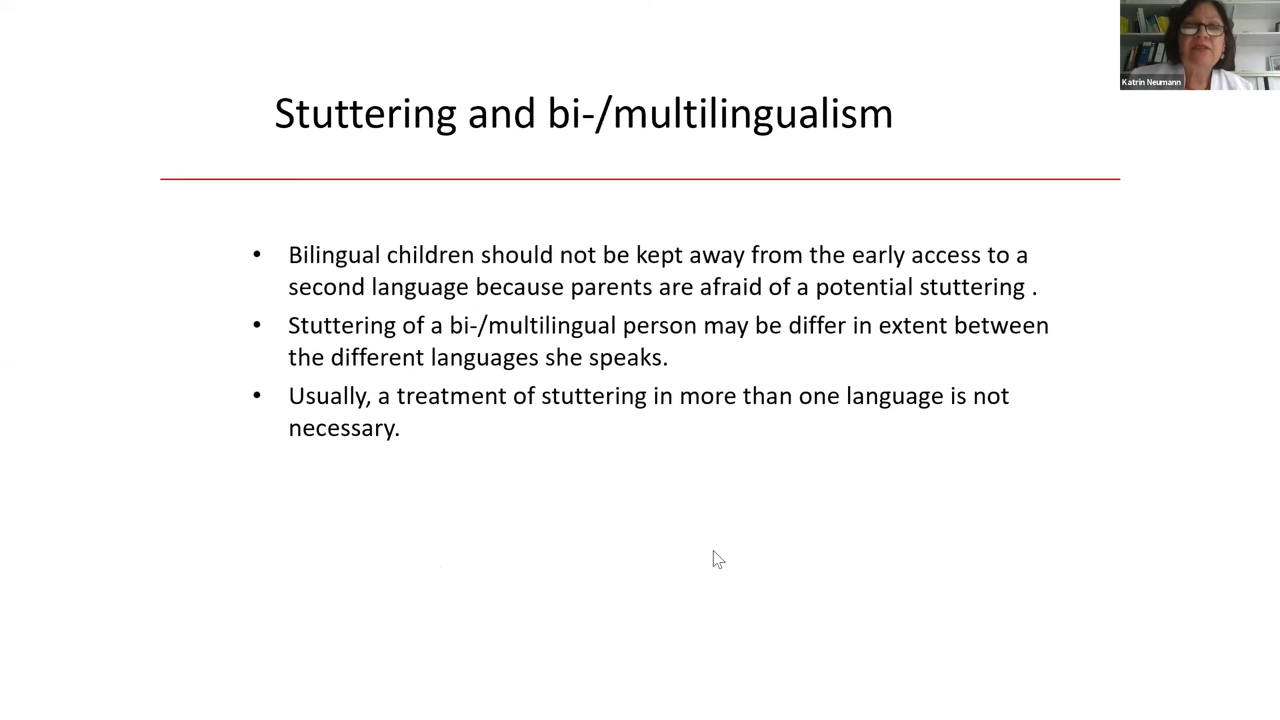 Katrin Neumann
Stuttering and bi-/multilingualism
• Bilingual children should not be kept away from the early access to a
second language because parents are afraid of a potential stuttering .
• Stuttering of a bi-/multilingual person may be differ in extent between
the different languages she speaks.
• Usually, a treatment of stuttering in more than one language is not
necessary.